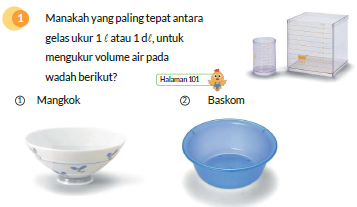 1 Manakah yang paling tepat antara
gelas ukur 1 ℓ atau 1 dℓ, untuk
mengukur volume air pada
wadah berikut?
Halaman 101
① Mangkok
② Baskom